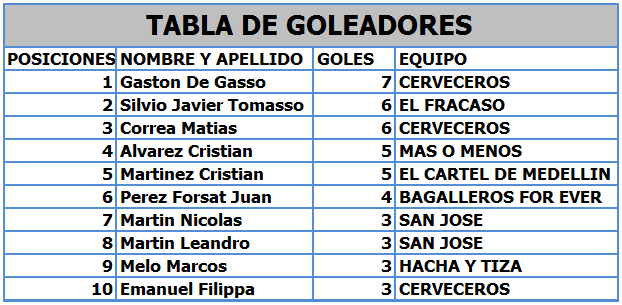 TABLA DE GOLEADORES
POSICIONES NOMBRE Y APELLIDO GOLES EQUIPO
1 Gaston De Gasso 7 CERVECEROS
2 Silvio Javier Tomasso 6 EL FRACASO
3 Correa Matias 6 CERVECEROS
4 Alvarez Cristian 5 MAS O MENOS
5 Martinez Cristian 5 EL CARTEL DE MEDELLIN
6 Perez Forsat Juan 4 BAGALLEROS FOR EVER
7 Martin Nicolas 3 SAN JOSE
8 Martin Leandro 3 SAN JOSE
9 Melo Marcos 3 HACHA Y TIZA
10 Emanuel Filippa 3 CERVECEROS